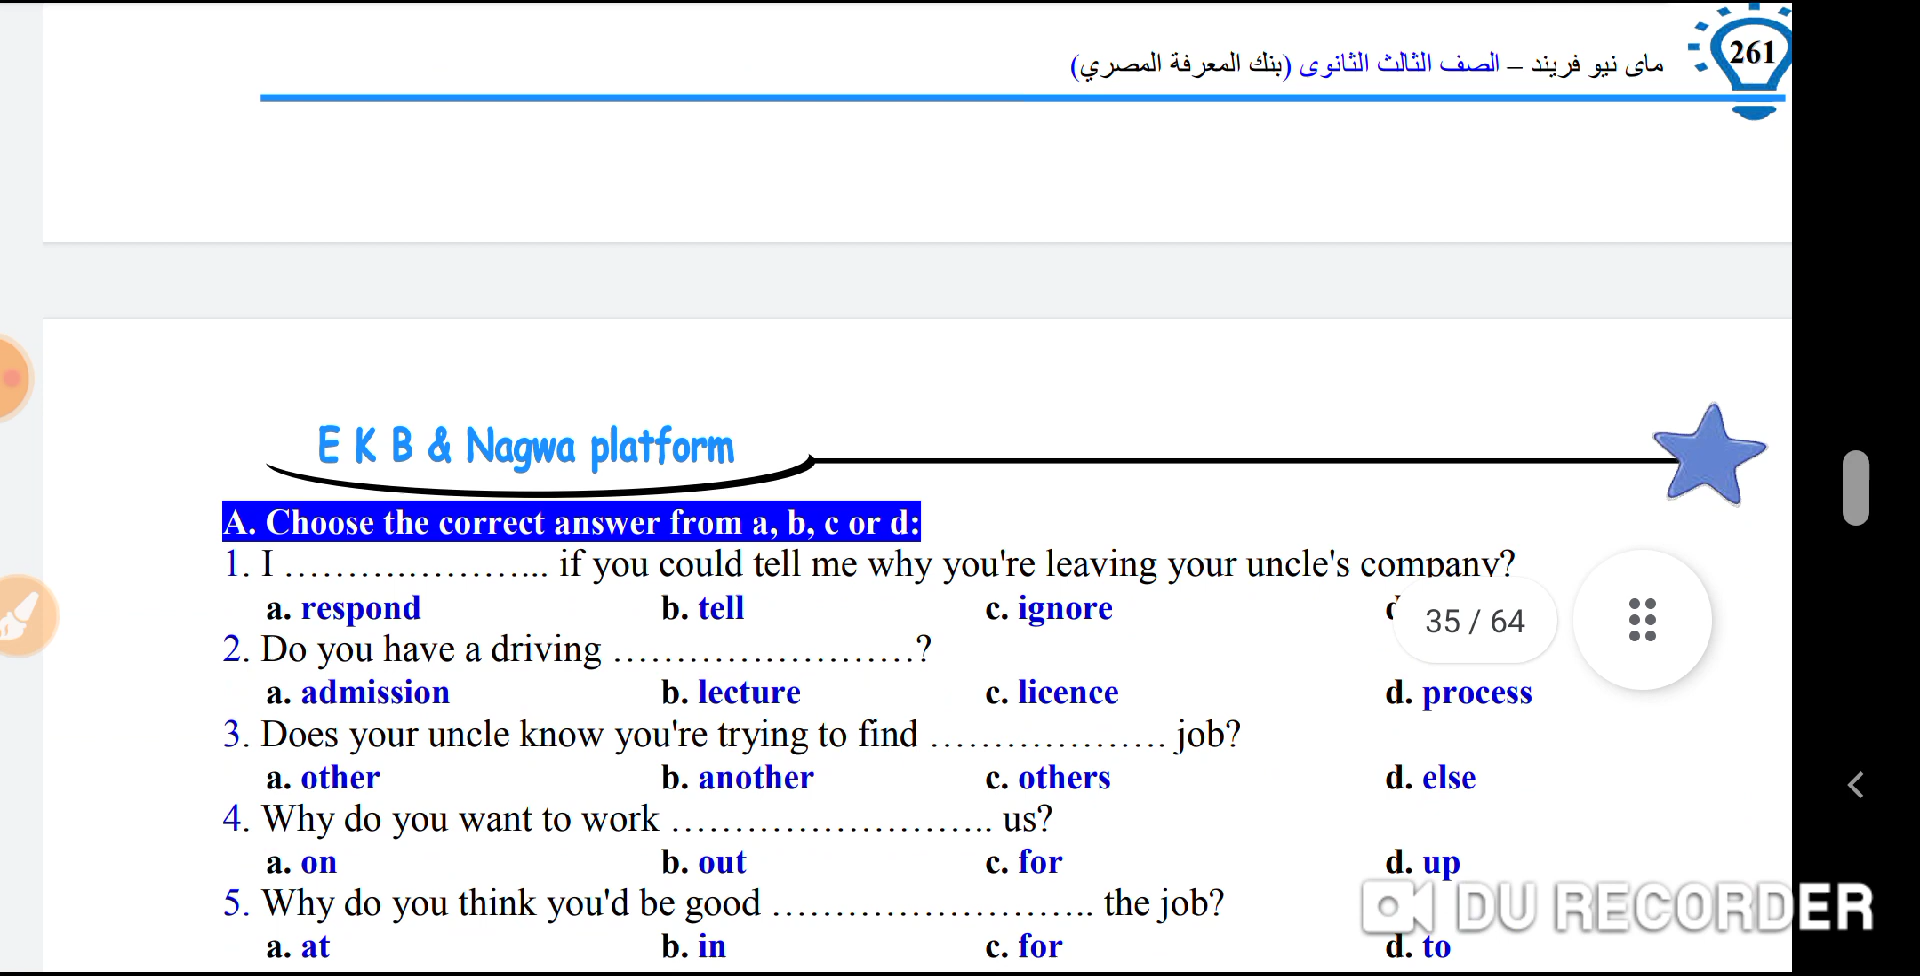 261
ماى نيو فريند – الصف الثالث الثانوى (بنك المعرفة المصري)
E K B & Nagwa platform
A. Choose the correct answer from a, b, c or d:
1. I ........................ if you could tell me why you're leaving your uncle's company?
a. respond b. tell c. ignore
35 / 64
2. Do you have a driving ........................?
a. admission b. lecture c. licence d. process
3. Does your uncle know you're trying to find ................... job?
a. other b. another c. others d. else
4. Why do you want to work .......................... us?
a. on b. out c. for d. up
5. Why do you think you'd be good .......................... the job?
a. at b. in c. for d. to
DU RECORDER